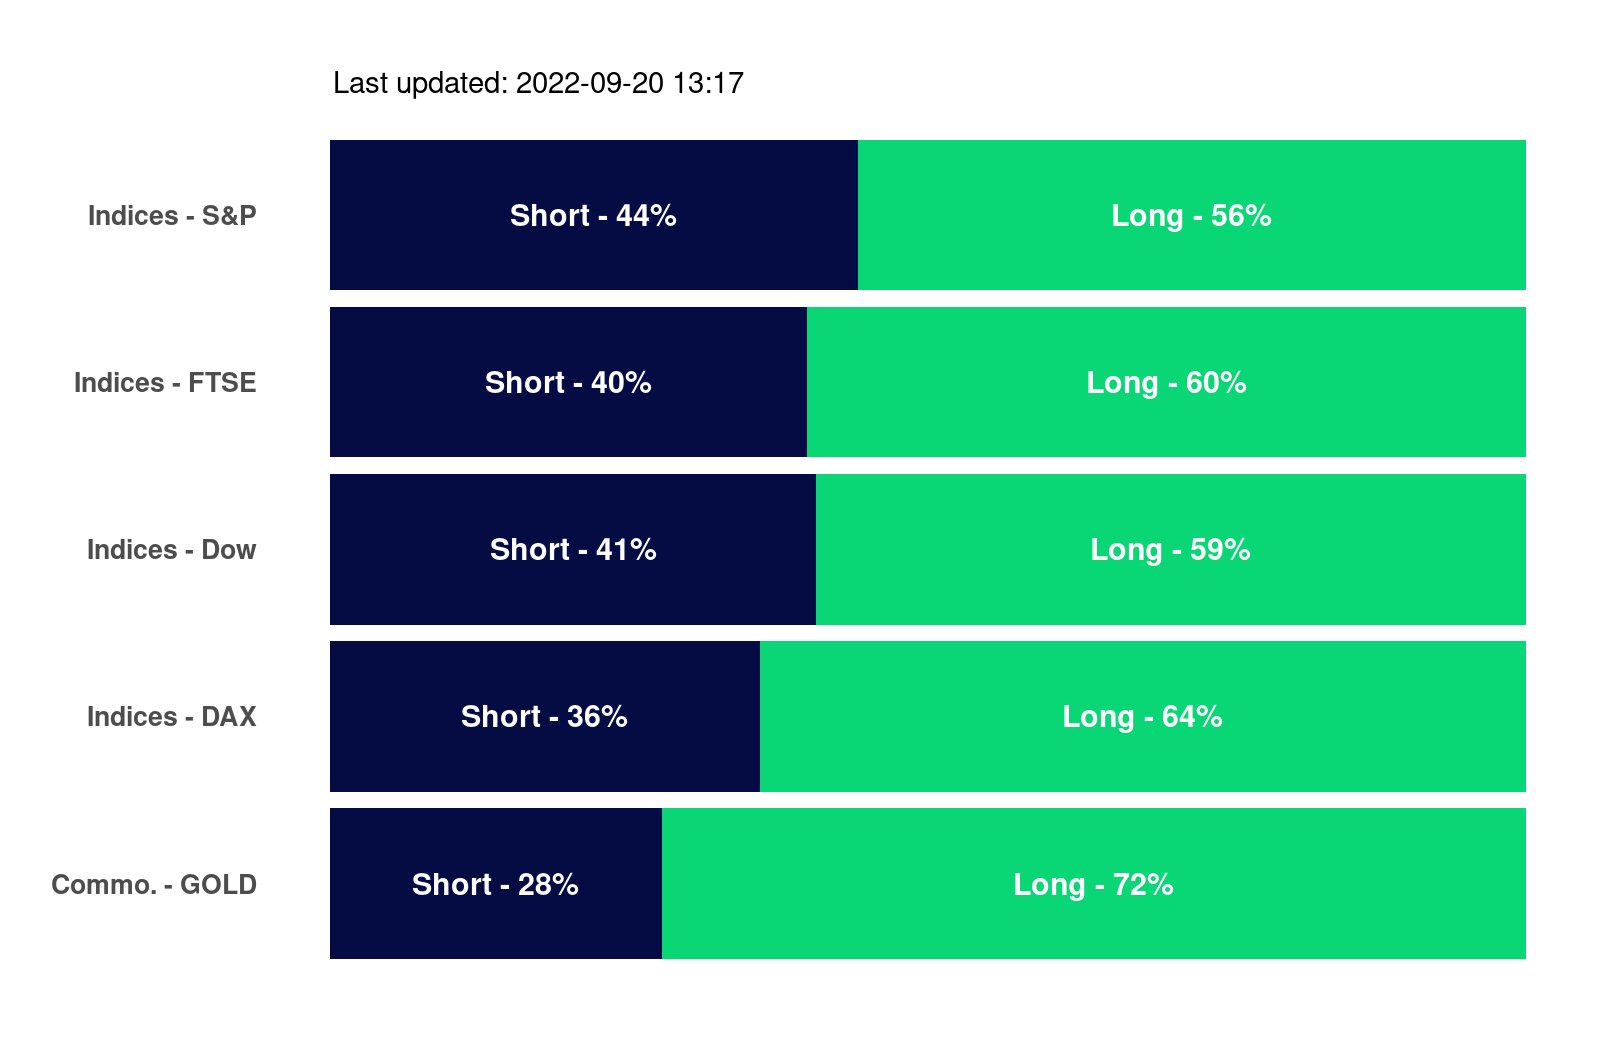 Last updated: 2022-09-20 13:17
Indices - S&P Short - 44% Long - 56%
Indices - FTSE Short - 40% Long - 60%
Indices - Dow Short - 41% Long - 59%
Indices - DAX Short - 36% Long - 64%
Commo. - GOLD Short - 28% Long - 72%